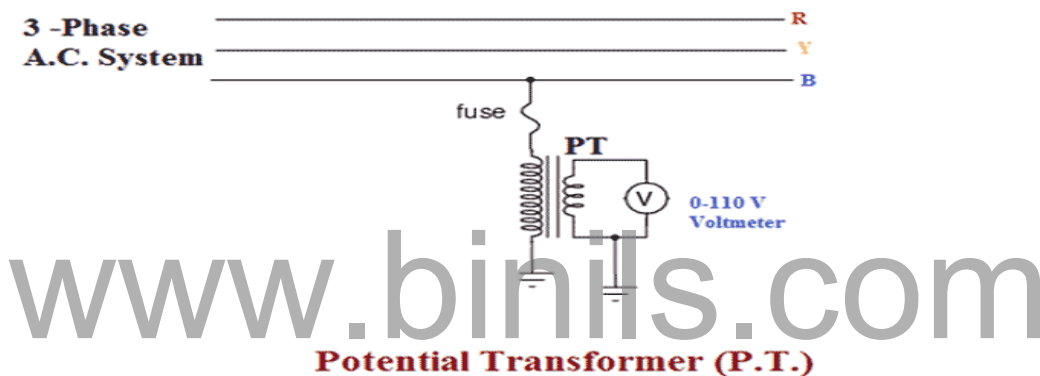 3 -Phase
A.C. System
R
Y
B
fuse
PT
V
0-110 V
Voltmeter
www.binils.com
Potential Transformer (P.T.)